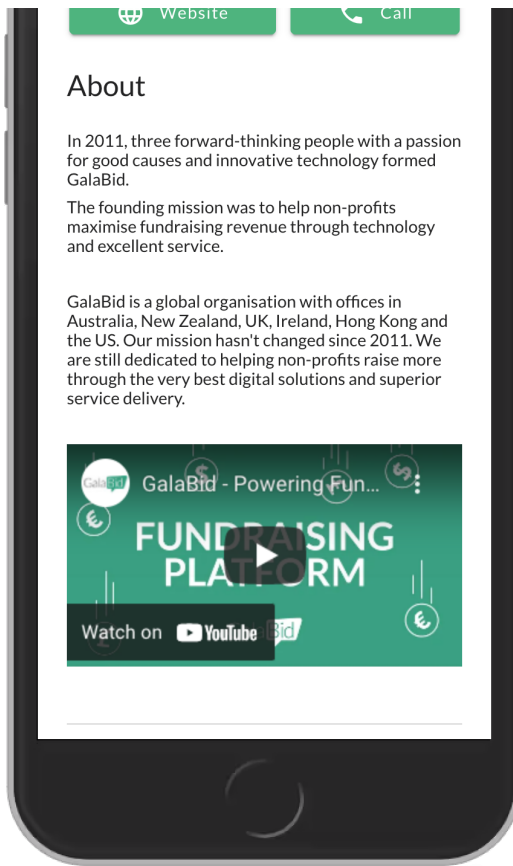 Website
Call
About
In 2011, three forward-thinking people with a passion
for good causes and innovative technology formed
GalaBid.
The founding mission was to help non-profits
maximise fundraising revenue through technology
and excellent service.
GalaBid is a global organisation with offices in
Australia, New Zealand, UK, Ireland, Hong Kong and
the US. Our mission hasn't changed since 2011. We
are still dedicated to helping non-profits raise more
through the very best digital solutions and superior
service delivery.
GalaBid
GalaBid - Powering Fun...
FUNDRAISING
PLATFORM
Watch on YouTube
Bid